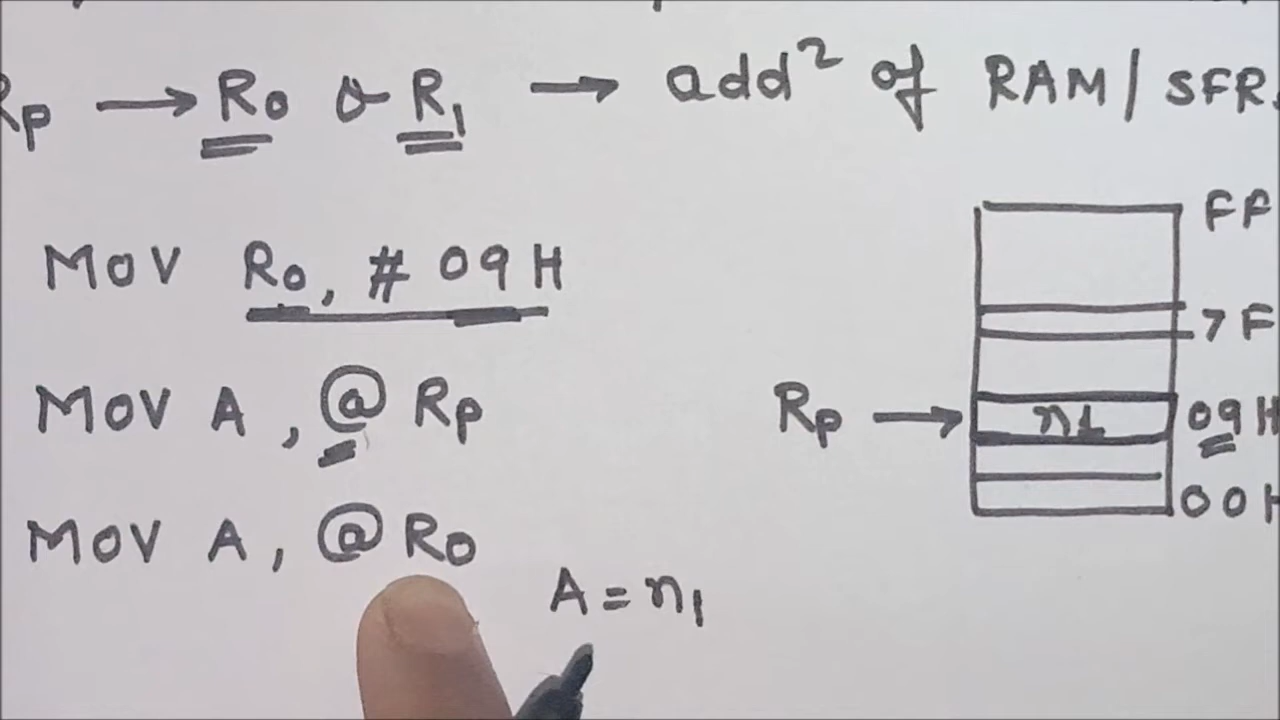 Rp → R0 or R1 → add² of RAM/SFR.
MOV R0, #09H
MOV A, @Rp
MOV A, @R0
A = n1
FF
7F
Rp → n1 09H
00H